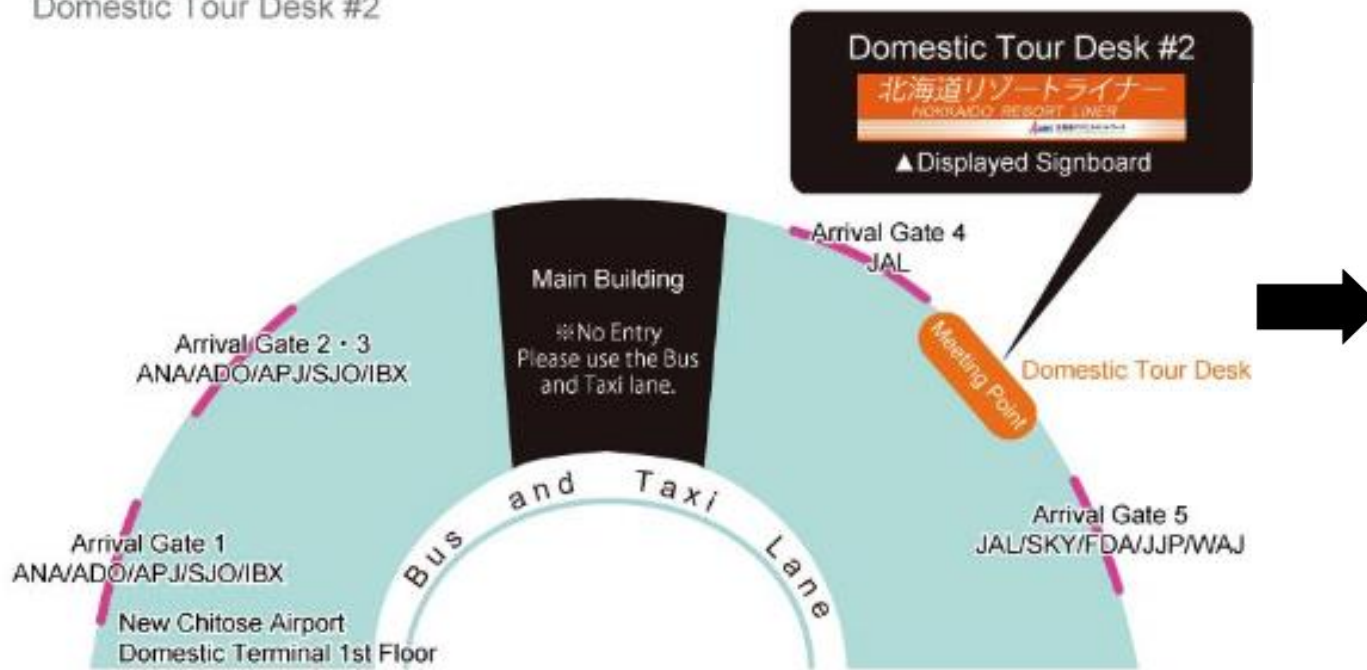 Domestic Tour Desk #2
Domestic Tour Desk #2
北海道リゾートライナー
HOKKAIDO RESORT LINER
▲Displayed Signboard
Arrival Gate 4
JAL
Main Building
※No Entry
Please use the Bus
and Taxi lane.
Arrival Gate 2・3
ANA/ADO/APJ/SJO/IBX
Meeting Point
Domestic Tour Desk
Bus and Taxi Lane
Arrival Gate 5
JAL/SKY/FDA/JJP/WAJ
Arrival Gate 1
ANA/ADO/APJ/SJO/IBX
New Chitose Airport
Domestic Terminal 1st Floor